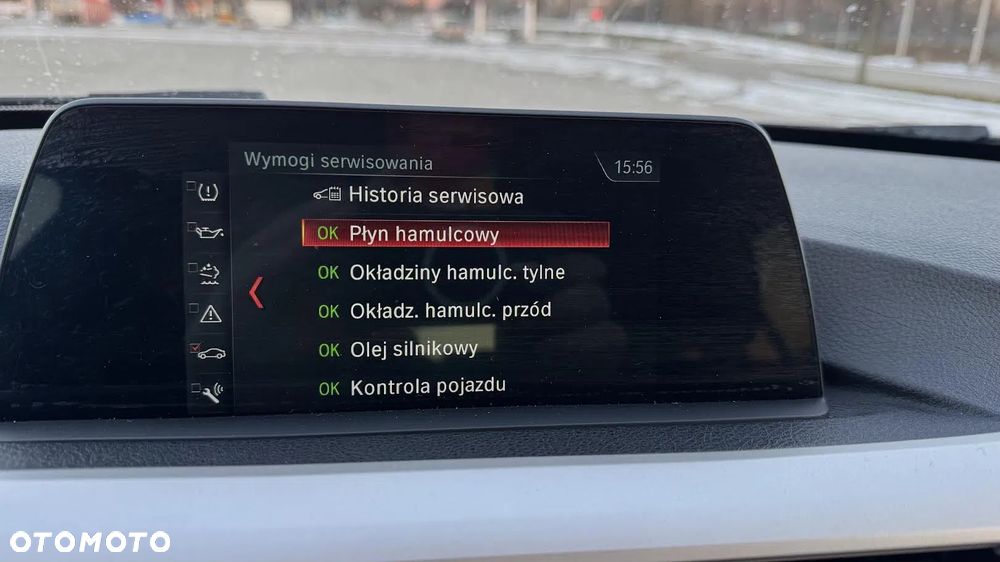 Wymogi serwisowania
15:56
Historia serwisowa
OK Płyn hamulcowy
OK Okładziny hamulc. tylne
OK Okładz. hamulc. przód
OK Olej silnikowy
OK Kontrola pojazdu
OTOMOTO